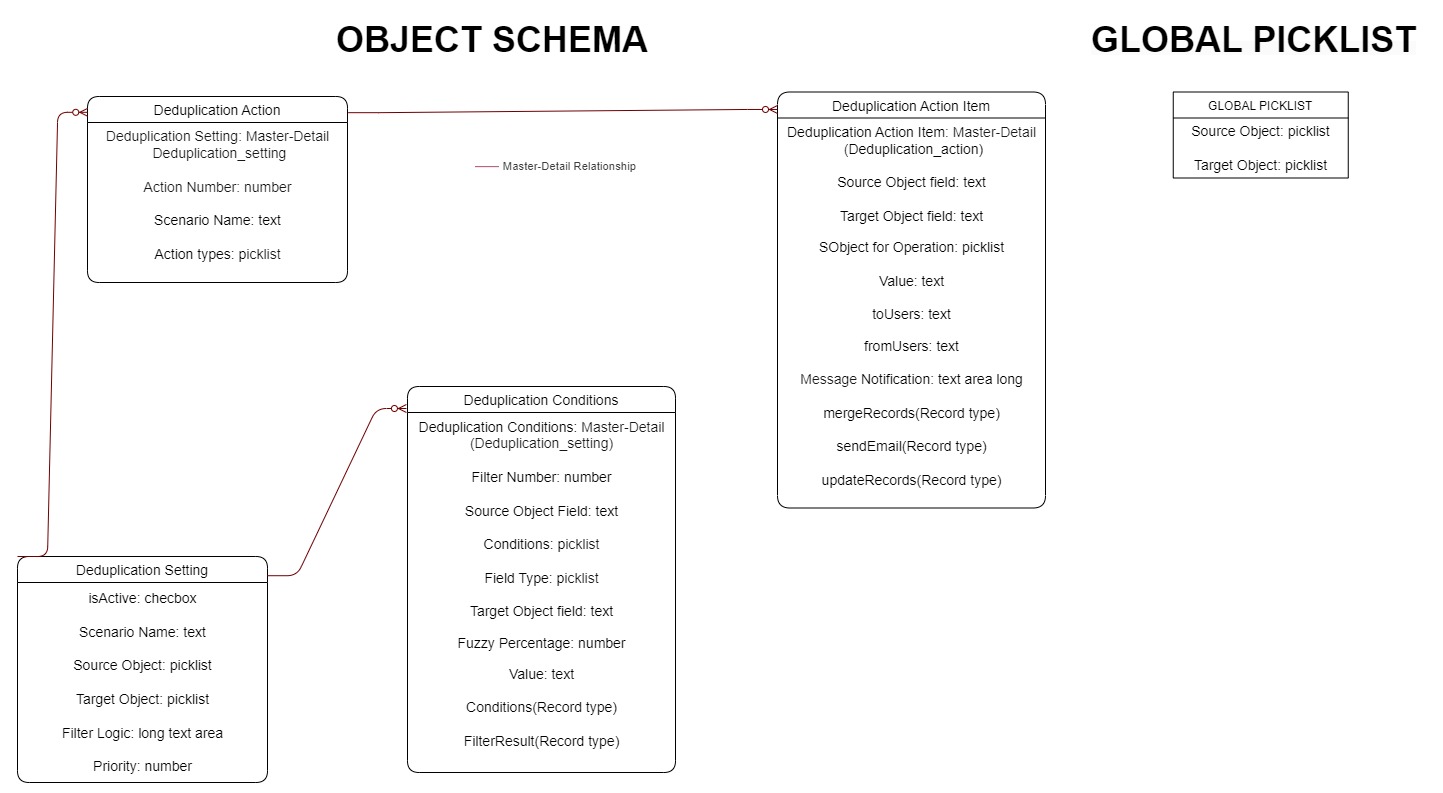 OBJECT SCHEMA
GLOBAL PICKLIST
Deduplication Action
Deduplication Setting: Master-Detail
Deduplication_setting
Action Number: number
Scenario Name: text
Action types: picklist
Master-Detail Relationship
Deduplication Action Item
Deduplication Action Item: Master-Detail
(Deduplication_action)
Source Object field: text
Target Object field: text
SObject for Operation: picklist
Value: text
toUsers: text
fromUsers: text
Message Notification: text area long
mergeRecords(Record type)
sendEmail(Record type)
updateRecords(Record type)
GLOBAL PICKLIST
Source Object: picklist
Target Object: picklist
Deduplication Conditions
Deduplication Conditions: Master-Detail
(Deduplication_setting)
Filter Number: number
Source Object Field: text
Conditions: picklist
Field Type: picklist
Target Object field: text
Fuzzy Percentage: number
Value: text
Conditions(Record type)
FilterResult(Record type)
Deduplication Setting
isActive: checbox
Scenario Name: text
Source Object: picklist
Target Object: picklist
Filter Logic: long text area
Priority: number